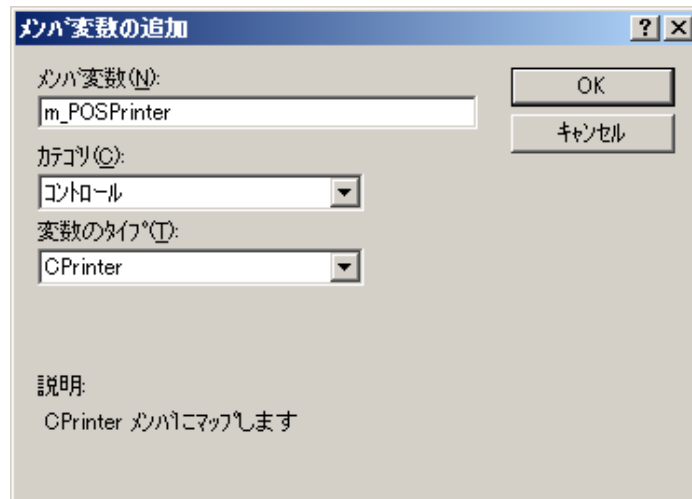 ﾒﾝﾊﾞ変数の追加
ﾒﾝﾊﾞ変数(N):
m_POSPrinter
OK
キャンセル
ｶﾃｺﾞﾘ(C):
ｺﾝﾄﾛｰﾙ
変数のﾀｲﾌﾟ(T):
CPrinter
説明:
CPrinter ﾒﾝﾊﾞにﾏｯﾌﾟします